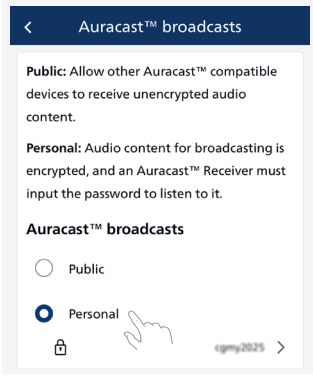 Auracast™ broadcasts
Public: Allow other Auracast™ compatible
devices to receive unencrypted audio
content.
Personal: Audio content for broadcasting is
encrypted, and an Auracast™ Receiver must
input the password to listen to it.
Auracast™ broadcasts
Public
Personal